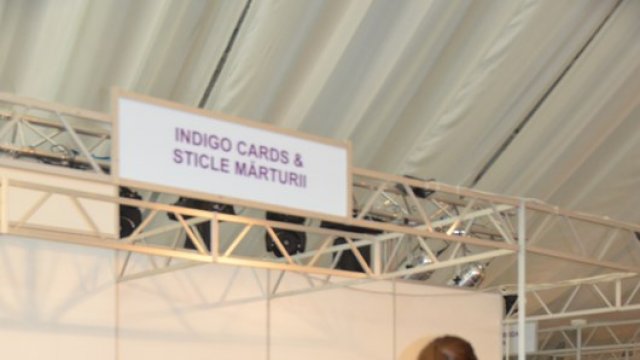 INDIGO CARDS &
STICLE MĂRTURII